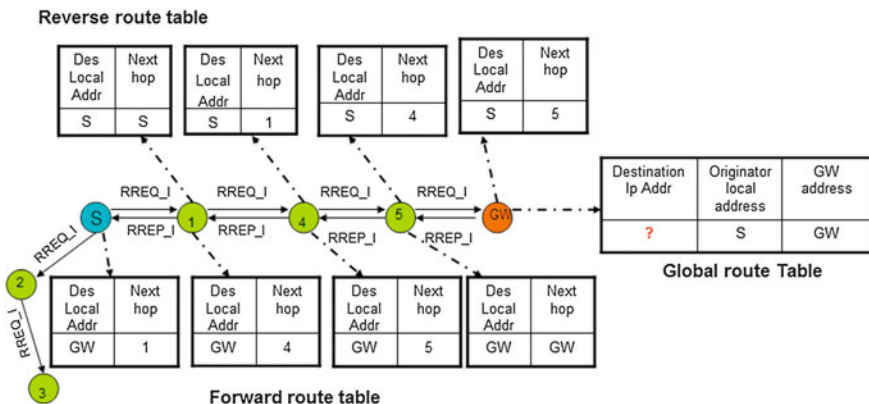 Reverse route table
Des Local Addr
Next hop
S
S
Des Local Addr
Next hop
S
1
Des Local Addr
Next hop
S
4
Des Local Addr
Next hop
S
5
Destination Ip Addr
Originator local address
GW address
?
S
GW
Global route Table
RREQ_I
RREQ_I
RREQ_I
RREQ_I
S
1
4
5
GW
RREP_I
RREP_I
RREP_I
RREQ_I
2
RREQ_I
3
Des Local Addr
Next hop
GW
1
Des Local Addr
Next hop
GW
4
Des Local Addr
Next hop
GW
5
Des Local Addr
Next hop
GW
GW
Forward route table